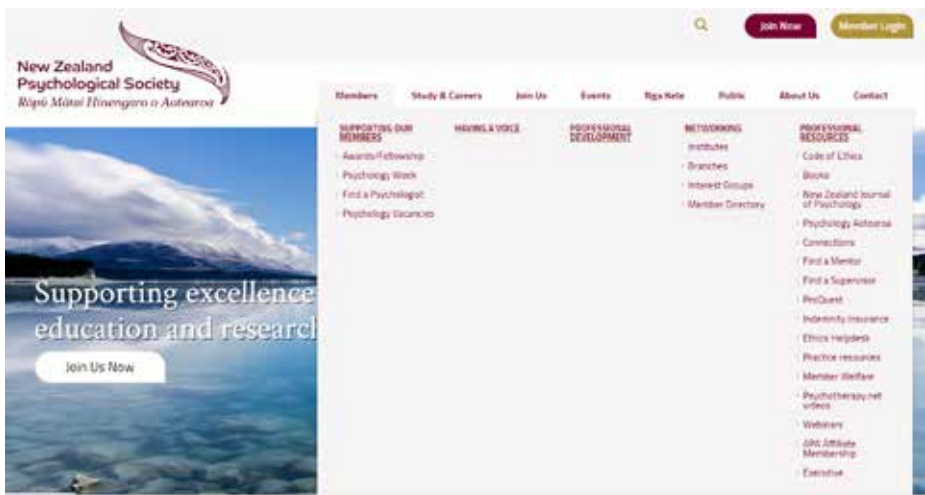 New Zealand
Psychological Society
Rōpū Mātai Hinengaro o Aotearoa
Join Now
Member Login
Members
Study & Careers
Join Us
Events
Nga Kete
Public
About Us
Contact
SUPPORTING OUR
MEMBERS
Awards/Fellowship
Psychology Week
Find a Psychologist
Psychology Vacancies
HAVING A VOICE
PROFESSIONAL
DEVELOPMENT
NETWORKING
Institutes
Branches
Interest Groups
Member Directory
PROFESSIONAL
RESOURCES
Code of Ethics
Books
New Zealand Journal
of Psychology
Psychology Aotearoa
Connections
Find a Mentor
Find a Supervisor
ProQuest
Indemnity Insurance
Ethics Helpdesk
Practice resources
Member Welfare
Psychotherapy.net
videos
Webinars
APA Affiliate
Membership
Executive
Supporting excellence
education and research
Join Us Now